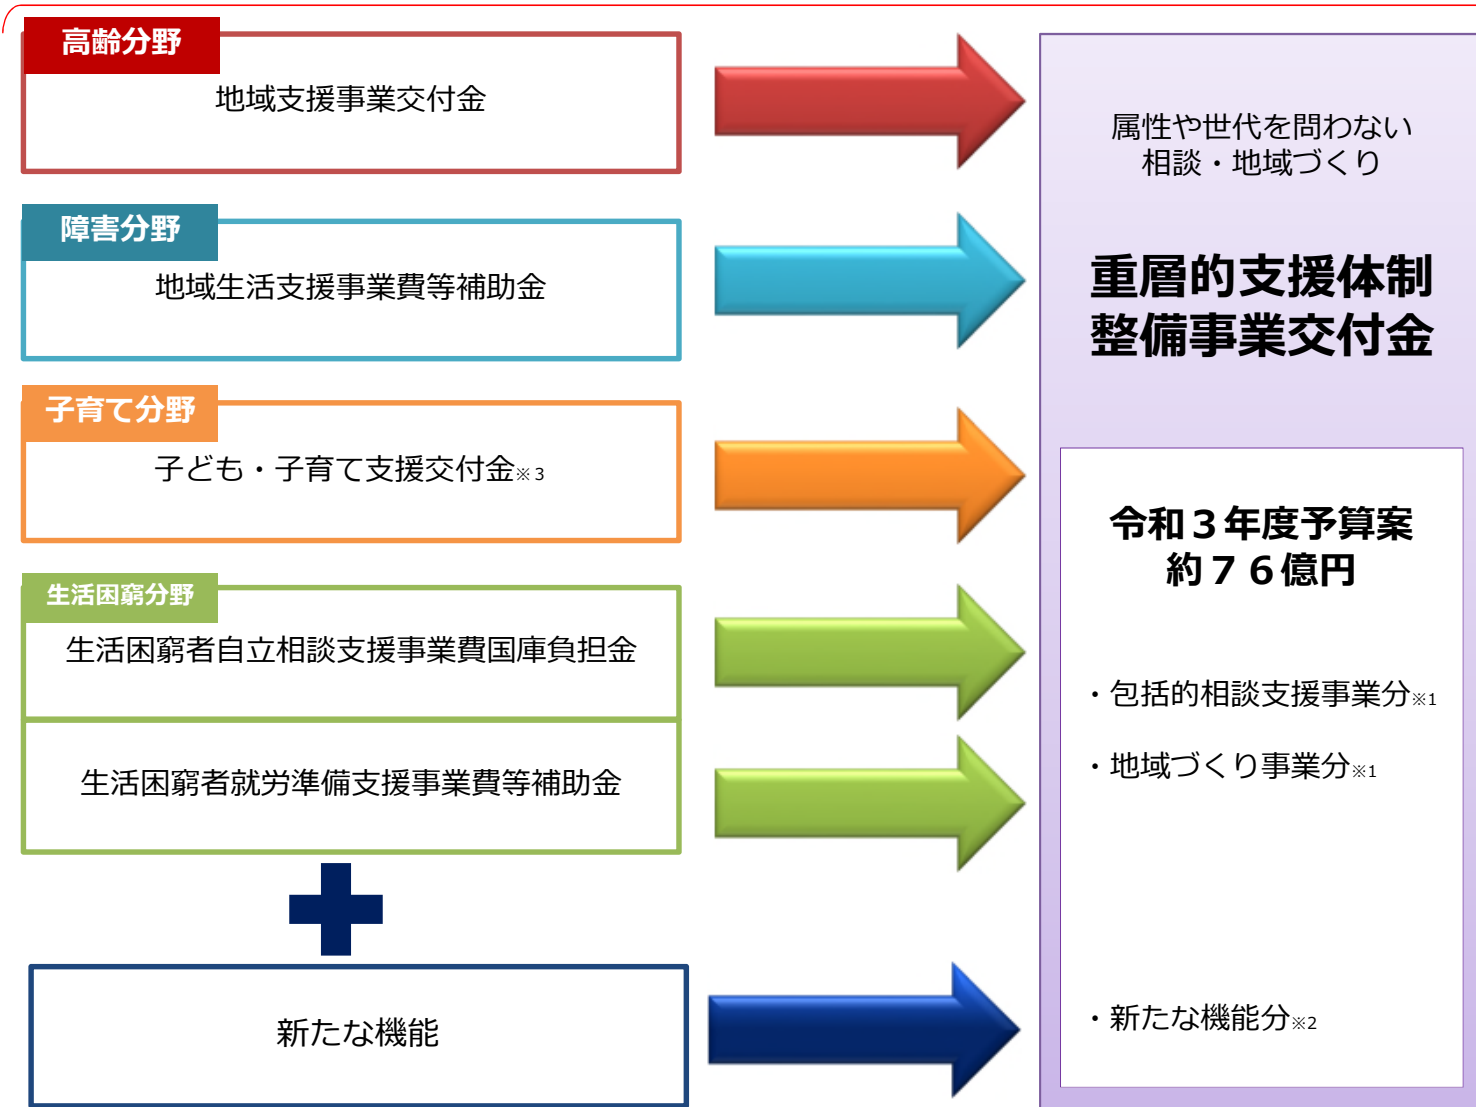 高齢分野
地域支援事業交付金
障害分野
地域生活支援事業費等補助金
子育て分野
子ども・子育て支援交付金※３
生活困窮分野
生活困窮者自立相談支援事業費国庫負担金
生活困窮者就労準備支援事業費等補助金
新たな機能
属性や世代を問わない
相談・地域づくり
重層的支援体制
整備事業交付金
令和３年度予算案
約７６億円
・包括的相談支援事業分※1
・地域づくり事業分※1
・新たな機能分※2